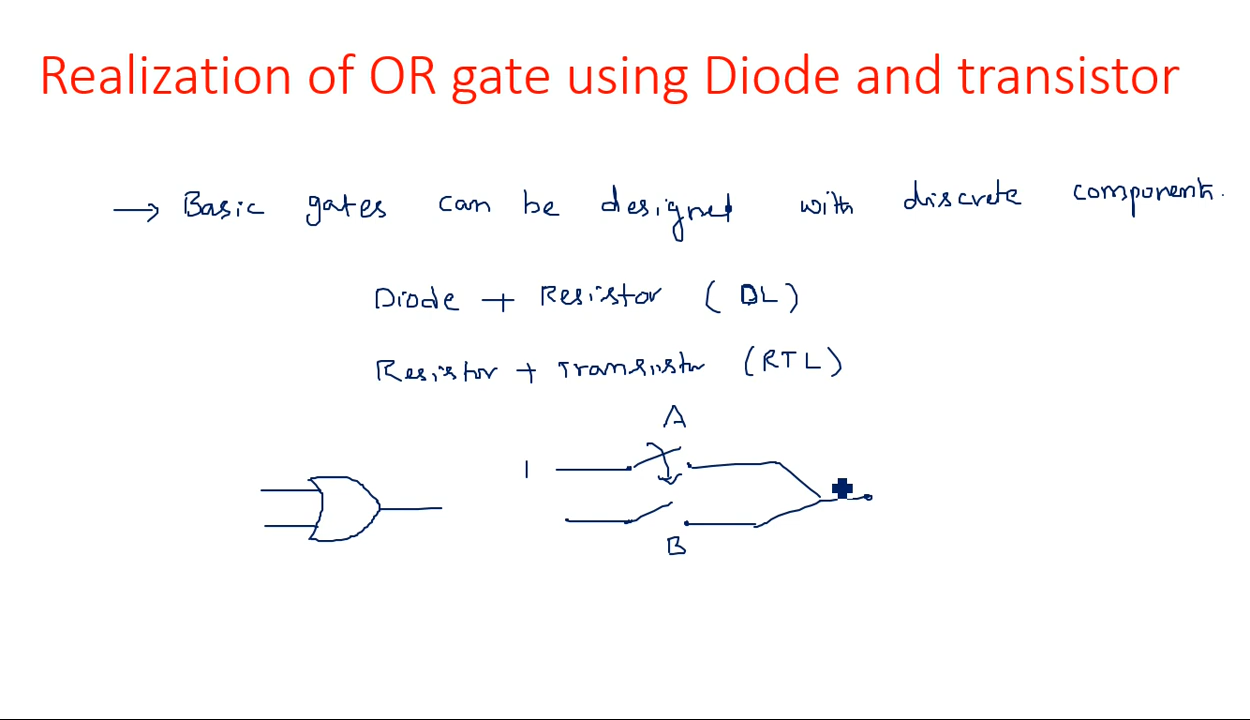 Realization of OR gate using Diode and transistor
→ Basic gates can be designed with discrete components.
Diode + Resistor (DL)
Resistor + Transistor (RTL)
A
1
B